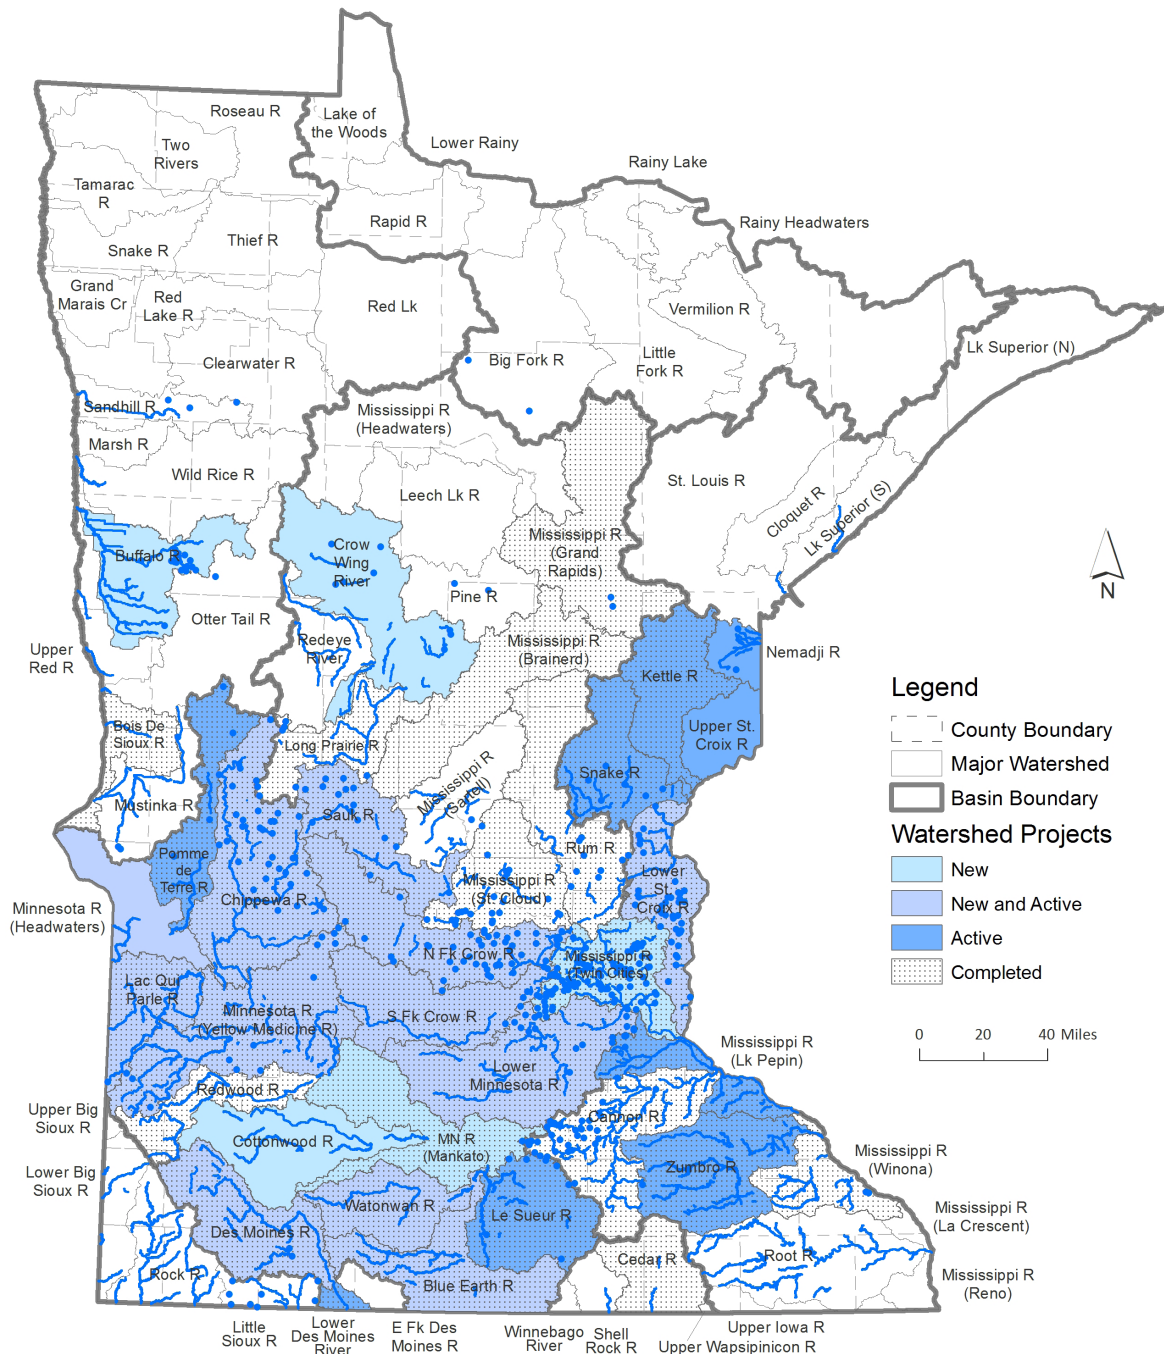 Roseau R
Lake of
the Woods
Two
Rivers
Lower Rainy
Rainy Lake
Tamarac
R
Rapid R
Rainy Headwaters
Snake R
Thief R
Grand
Marais Cr
Red
Lake R
Red Lk
Vermilion R
Clearwater R
Big Fork R
Little
Fork R
Lk Superior (N)
Sandhill R
Mississippi R
(Headwaters)
Marsh R
Wild Rice R
Leech Lk R
St. Louis R
Cloquet R
Lk Superior (S)
Buffalo R
Crow
Wing
River
Mississippi R
(Grand
Rapids)
Pine R
N
Otter Tail R
Redeye
River
Mississippi R
(Brainerd)
Upper
Red R
Nemadji R
Kettle R
Bois De
Sioux R
Long Prairie R
Upper St.
Croix R
Mustinka R
Mississippi R
(Sartell)
Snake R
Sauk R
Pomme
de
Terre R
Rum R
Chippewa R
Mississippi R
(St. Cloud)
Lower
St.
Croix R
Minnesota R
(Headwaters)
N Fk Crow R
Mississippi R
(Twin Cities)
Lac Qui
Parle R
Minnesota R
(Yellow Medicine R)
S Fk Crow R
Mississippi R
(Lk Pepin)
Lower
Minnesota R
Redwood R
Upper Big
Sioux R
Cannon R
Cottonwood R
MN R
(Mankato)
Lower Big
Sioux R
Zumbro R
Mississippi R
(Winona)
Watonwan R
Le Sueur R
Mississippi R
(La Crescent)
Des Moines R
Rock R
Blue Earth R
Cedar R
Root R
Mississippi R
(Reno)
Little
Sioux R
Lower
Des Moines
River
E Fk Des
Moines R
Winnebago
River
Shell
Rock R
Upper Iowa R
Upper Wapsipinicon R
Legend
County Boundary
Major Watershed
Basin Boundary
Watershed Projects
New
New and Active
Active
Completed
0 20 40 Miles